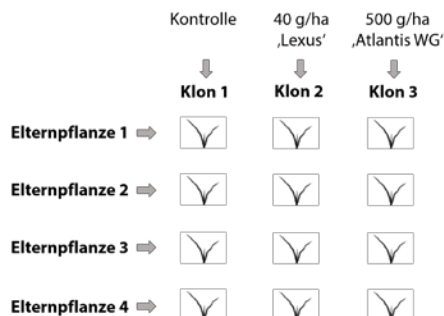 Kontrolle 40 g/ha 500 g/ha
‚Lexus‘ ‚Atlantis WG‘
Klon 1 Klon 2 Klon 3
Elternpflanze 1
Elternpflanze 2
Elternpflanze 3
Elternpflanze 4